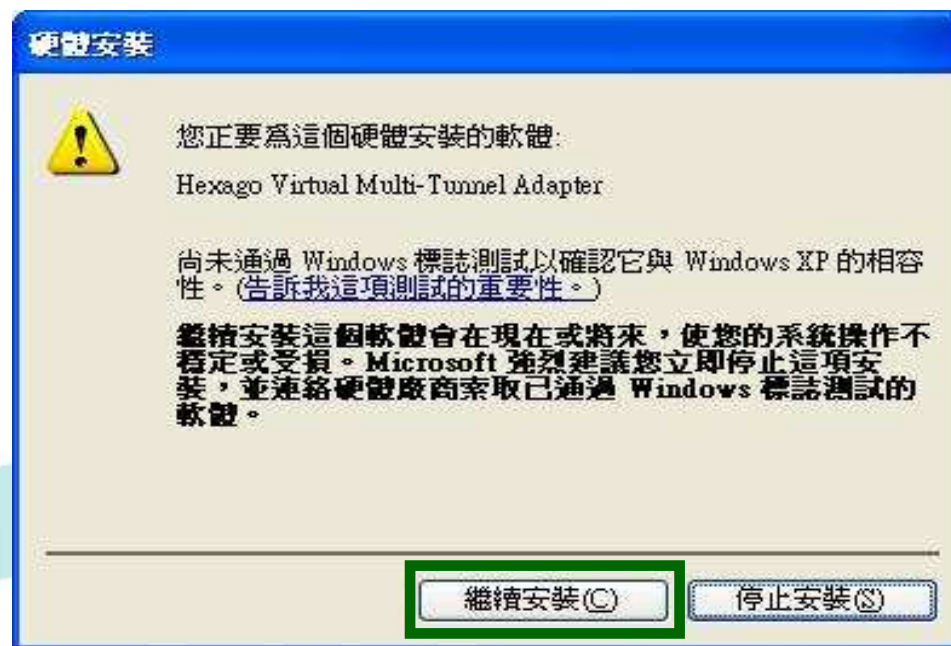 硬體安裝
您正要為這個硬體安裝的軟體:
Hexago Virtual Multi-Tunnel Adapter
尚未通過 Windows 標誌測試以確認它與 Windows XP 的相容
性。(告訴我這項測試的重要性。)
繼續安裝這個軟體會在現在或將來，使您的系統操作不
穩定或受損。Microsoft 強烈建議您立即停止這項安
裝，並連絡硬體廠商索取已通過 Windows 標誌測試的
軟體。
繼續安裝(C)
停止安裝(S)